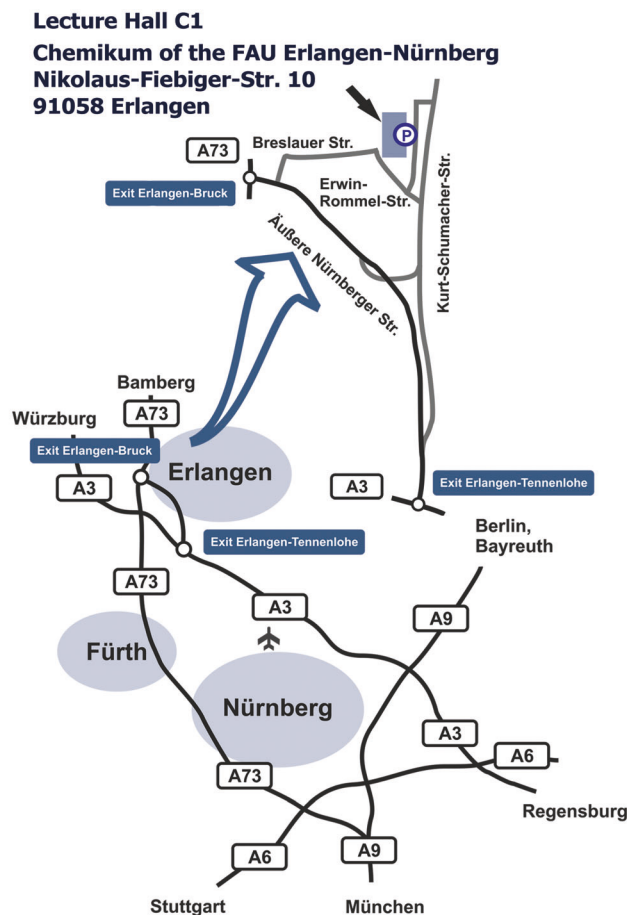 Lecture Hall C1
Chemikum of the FAU Erlangen-Nürnberg
Nikolaus-Fiebiger-Str. 10
91058 Erlangen
P
A73
Breslauer Str.
Exit Erlangen-Bruck
Erwin-
Rommel-Str.
Kurt-Schumacher-Str.
Äußere Nürnberger Str.
Bamberg
Würzburg
A73
Exit Erlangen-Bruck
Erlangen
A3
A3
Exit Erlangen-Tennenlohe
Exit Erlangen-Tennenlohe
Berlin,
Bayreuth
A73
A3
A9
Fürth
Nürnberg
A3
A6
A73
Regensburg
A6
A9
Stuttgart
München